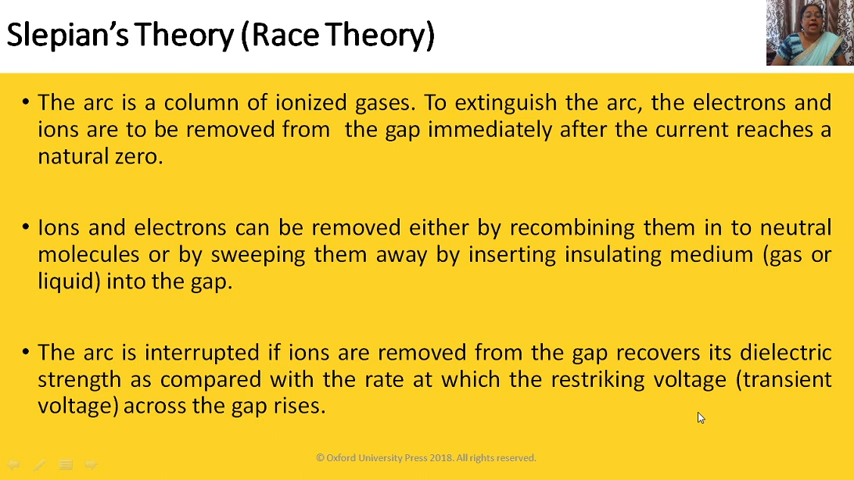 Slepian's Theory (Race Theory)
• The arc is a column of ionized gases. To extinguish the arc, the electrons and
ions are to be removed from the gap immediately after the current reaches a
natural zero.
• Ions and electrons can be removed either by recombining them in to neutral
molecules or by sweeping them away by inserting insulating medium (gas or
liquid) into the gap.
• The arc is interrupted if ions are removed from the gap recovers its dielectric
strength as compared with the rate at which the restriking voltage (transient
voltage) across the gap rises.
© Oxford University Press 2018. All rights reserved.